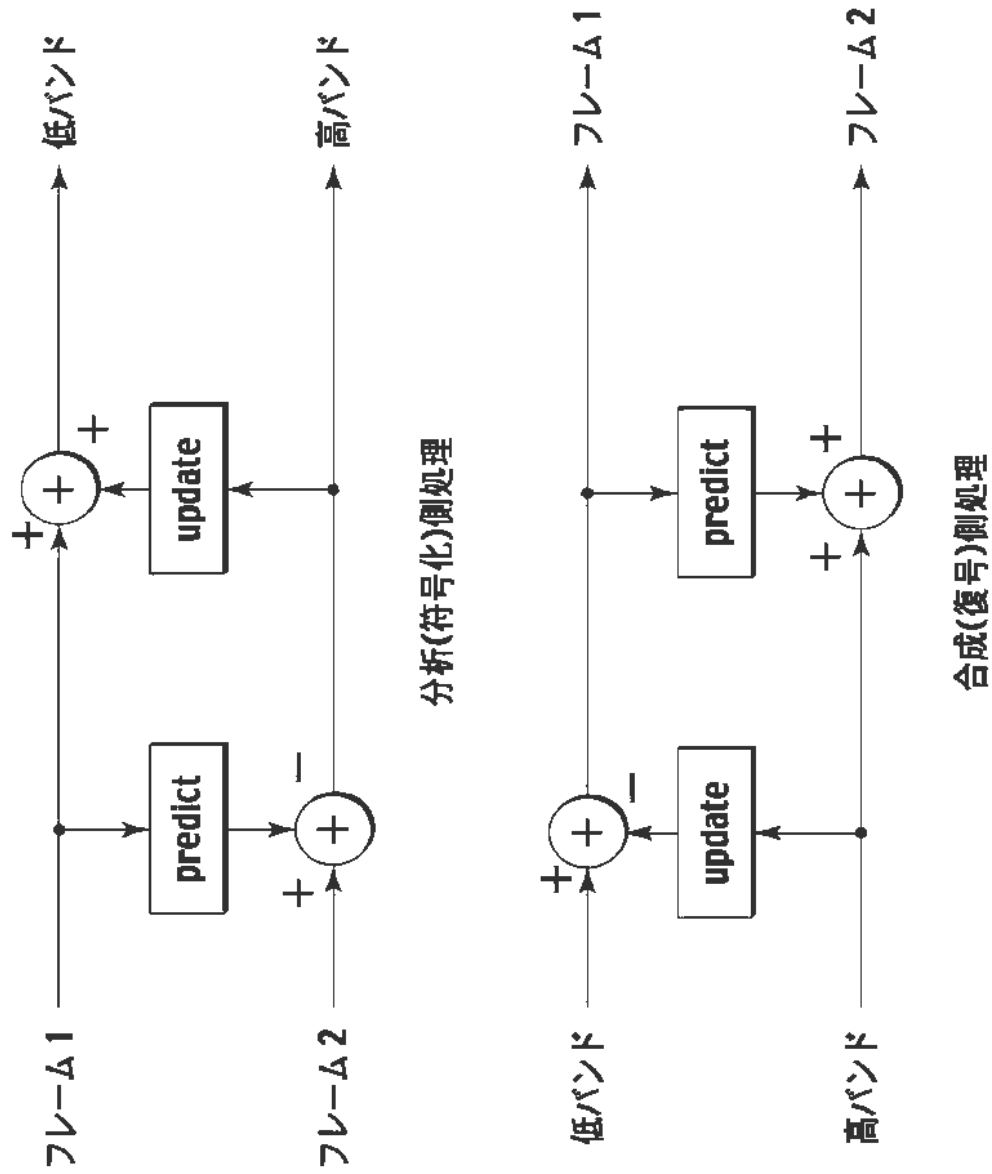 フレーム1
predict
update
低バンド
フレーム2
高バンド
+
+
+
+
+
−
分析(符号化)側処理
低バンド
update
predict
フレーム1
高バンド
フレーム2
+
+
−
+
+
+
合成(復号)側処理